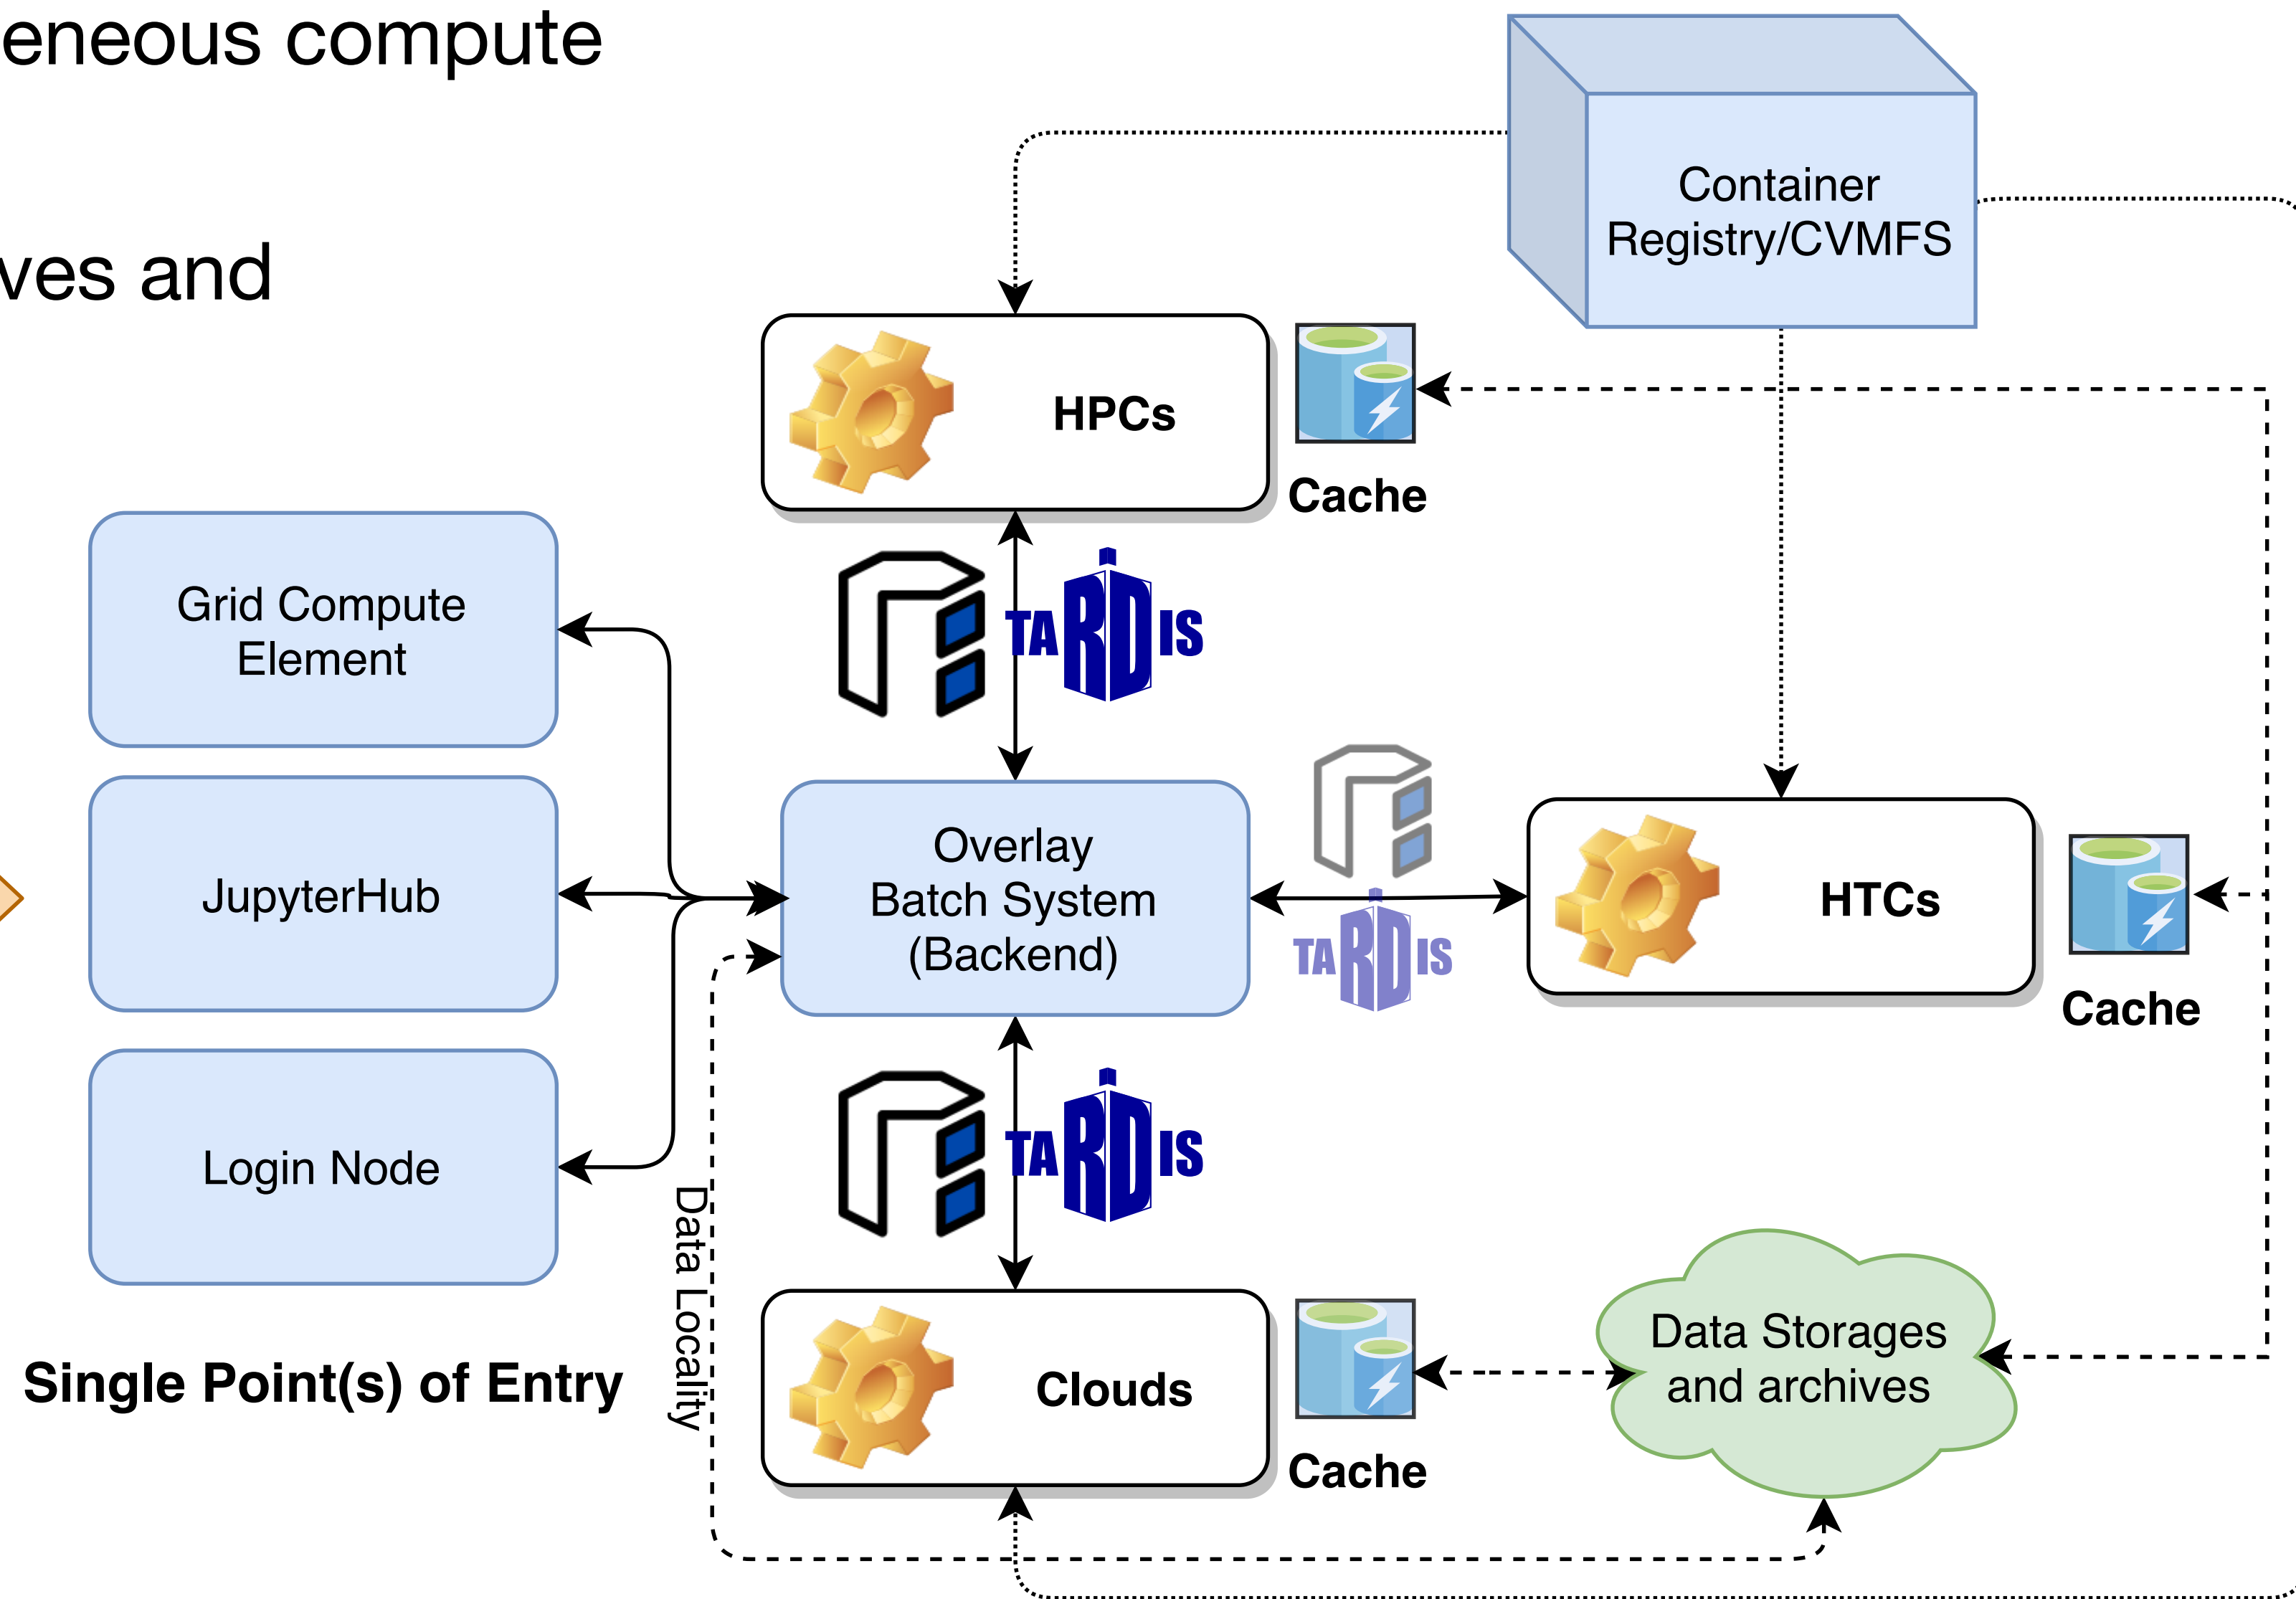 eneous compute
ves and
Container
Registry/CVMFS
HPCs
Cache
Grid Compute
Element
TARDIS
JupyterHub
Overlay
Batch System
(Backend)
TARDIS
HTCs
Cache
Login Node
Data Locality
TARDIS
Single Point(s) of Entry
Clouds
Cache
Data Storages
and archives